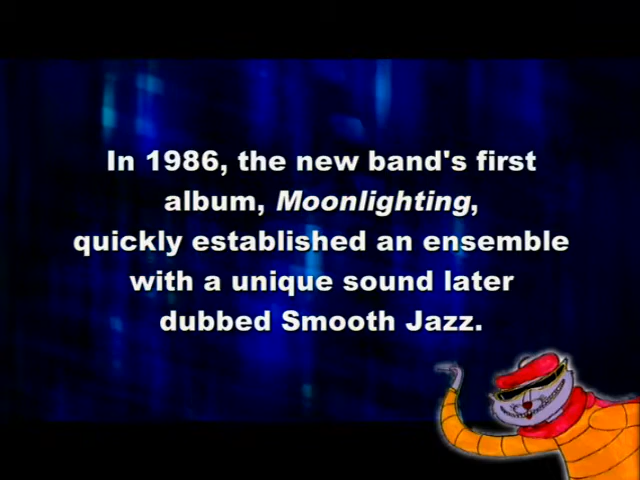 In 1986, the new band's first
album, Moonlighting,
quickly established an ensemble
with a unique sound later
dubbed Smooth Jazz.